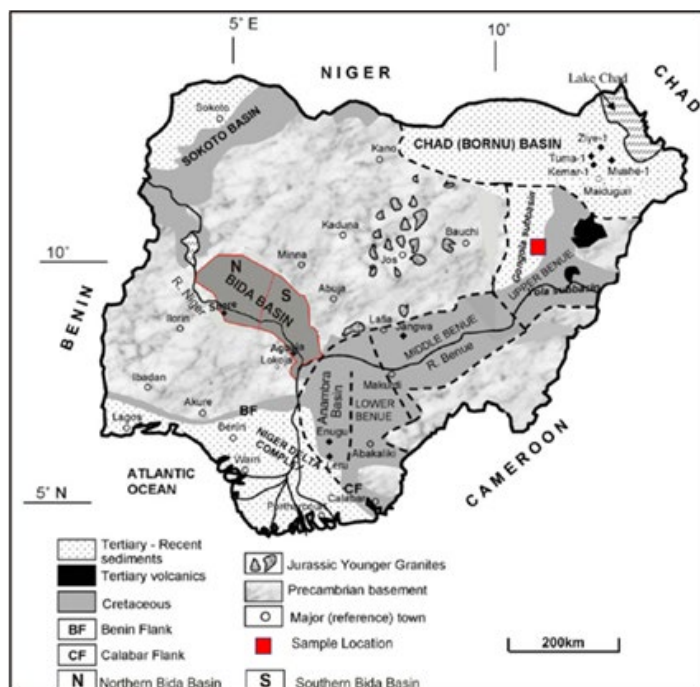 5° E
10°
NIGER
CHAD
Lake Chad
Sokoto
SOKOTO BASIN
Kano
CHAD (BORNU) BASIN
Ziye-1
Tuma-1
Kemar-1
Mushe-1
Maiduguri
Kaduna
Bauchi
Jos
Gongola subbasin
10°
Minna
N
S
BIDA BASIN
Abuja
UPPER BENUE
Yola subbasin
BENIN
R. Niger
Share
Ilorin
Lafia
Jangwa
MIDDLE BENUE
R. Benue
Agbaja
Lokoja
Makurdi
Ibadan
Akure
BF
Anambra
Basin
LOWER
BENUE
Lagos
Benin
Enugu
Abakaliki
Warri
NIGER DELTA
Leru
CAMEROON
ATLANTIC
OCEAN
CF
Calabar
5° N
Tertiary - Recent
sediments
Tertiary volcanics
Cretaceous
BF Benin Flank
CF Calabar Flank
N Northern Bida Basin
Jurassic Younger Granites
Precambrian basement
Major (reference) town
Sample Location
S Southern Bida Basin
200km